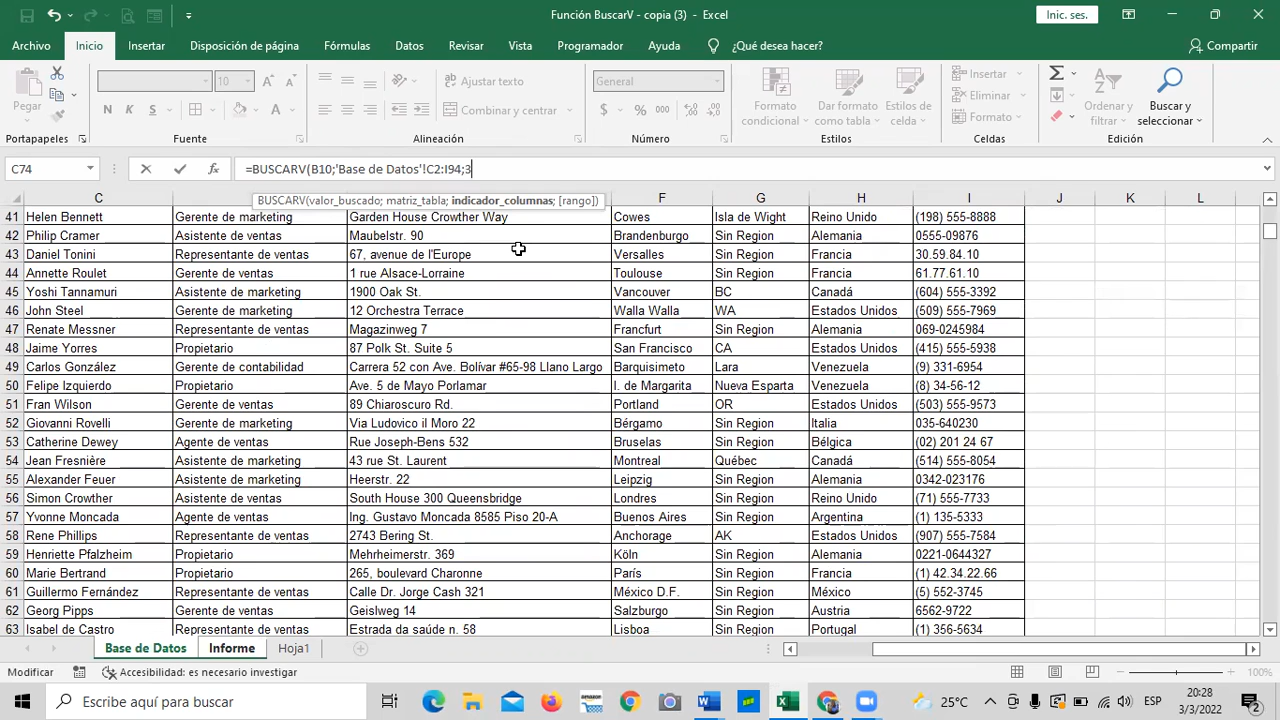 Función BuscarV - copia (3) - Excel
Inic. ses.
Archivo Inicio Insertar Disposición de página Fórmulas Datos Revisar Vista Programador Ayuda ¿Qué desea hacer? Compartir
Pegar
10
Ajustar texto
General
Formato condicional
Dar formato como tabla
Estilos de celda
Insertar
Eliminar
Formato
Ordenar y filtrar
Buscar y seleccionar
N K S
Combinar y centrar
$ % 000
Portapapeles Fuente Alineación Número Estilos Celdas Edición
C74 =BUSCARV(B10;'Base de Datos'!C2:I94;3
BUSCARV(valor_buscado; matriz_tabla; indicador_columnas; [rango])
C F G H I J K L
41 Helen Bennett Gerente de marketing Garden House Crowther Way Cowes Isla de Wight Reino Unido (198) 555-8888
42 Philip Cramer Asistente de ventas Maubelstr. 90 Brandenburgo Sin Region Alemania 0555-09876
43 Daniel Tonini Representante de ventas 67, avenue de l'Europe Versalles Sin Region Francia 30.59.84.10
44 Annette Roulet Gerente de ventas 1 rue Alsace-Lorraine Toulouse Sin Region Francia 61.77.61.10
45 Yoshi Tannamuri Asistente de marketing 1900 Oak St. Vancouver BC Canadá (604) 555-3392
46 John Steel Gerente de marketing 12 Orchestra Terrace Walla Walla WA Estados Unidos (509) 555-7969
47 Renate Messner Representante de ventas Magazinweg 7 Francfurt Sin Region Alemania 069-0245984
48 Jaime Yorres Propietario 87 Polk St. Suite 5 San Francisco CA Estados Unidos (415) 555-5938
49 Carlos González Gerente de contabilidad Carrera 52 con Ave. Bolívar #65-98 Llano Largo Barquisimeto Lara Venezuela (9) 331-6954
50 Felipe Izquierdo Propietario Ave. 5 de Mayo Porlamar I. de Margarita Nueva Esparta Venezuela (8) 34-56-12
51 Fran Wilson Gerente de ventas 89 Chiaroscuro Rd. Portland OR Estados Unidos (503) 555-9573
52 Giovanni Rovelli Gerente de marketing Via Ludovico il Moro 22 Bérgamo Sin Region Italia 035-640230
53 Catherine Dewey Agente de ventas Rue Joseph-Bens 532 Bruselas Sin Region Bélgica (02) 201 24 67
54 Jean Fresnière Asistente de marketing 43 rue St. Laurent Montreal Québec Canadá (514) 555-8054
55 Alexander Feuer Asistente de marketing Heerstr. 22 Leipzig Sin Region Alemania 0342-023176
56 Simon Crowther Asistente de ventas South House 300 Queensbridge Londres Sin Region Reino Unido (71) 555-7733
57 Yvonne Moncada Agente de ventas Ing. Gustavo Moncada 8585 Piso 20-A Buenos Aires Sin Region Argentina (1) 135-5333
58 Rene Phillips Representante de ventas 2743 Bering St. Anchorage AK Estados Unidos (907) 555-7584
59 Henriette Pfalzheim Propietario Mehrheimerstr. 369 Köln Sin Region Alemania 0221-0644327
60 Marie Bertrand Propietario 265, boulevard Charonne París Sin Region Francia (1) 42.34.22.66
61 Guillermo Fernández Representante de ventas Calle Dr. Jorge Cash 321 México D.F. Sin Region México (5) 552-3745
62 Georg Pipps Gerente de ventas Geislweg 14 Salzburgo Sin Region Austria 6562-9722
63 Isabel de Castro Representante de ventas Estrada da saúde n. 58 Lisboa Sin Region Portugal (1) 356-5634
Base de Datos Informe Hoja1
Modificar Accesibilidad: es necesario investigar 100%
Escribe aquí para buscar 25°C ESP 20:28
3/3/2022 2